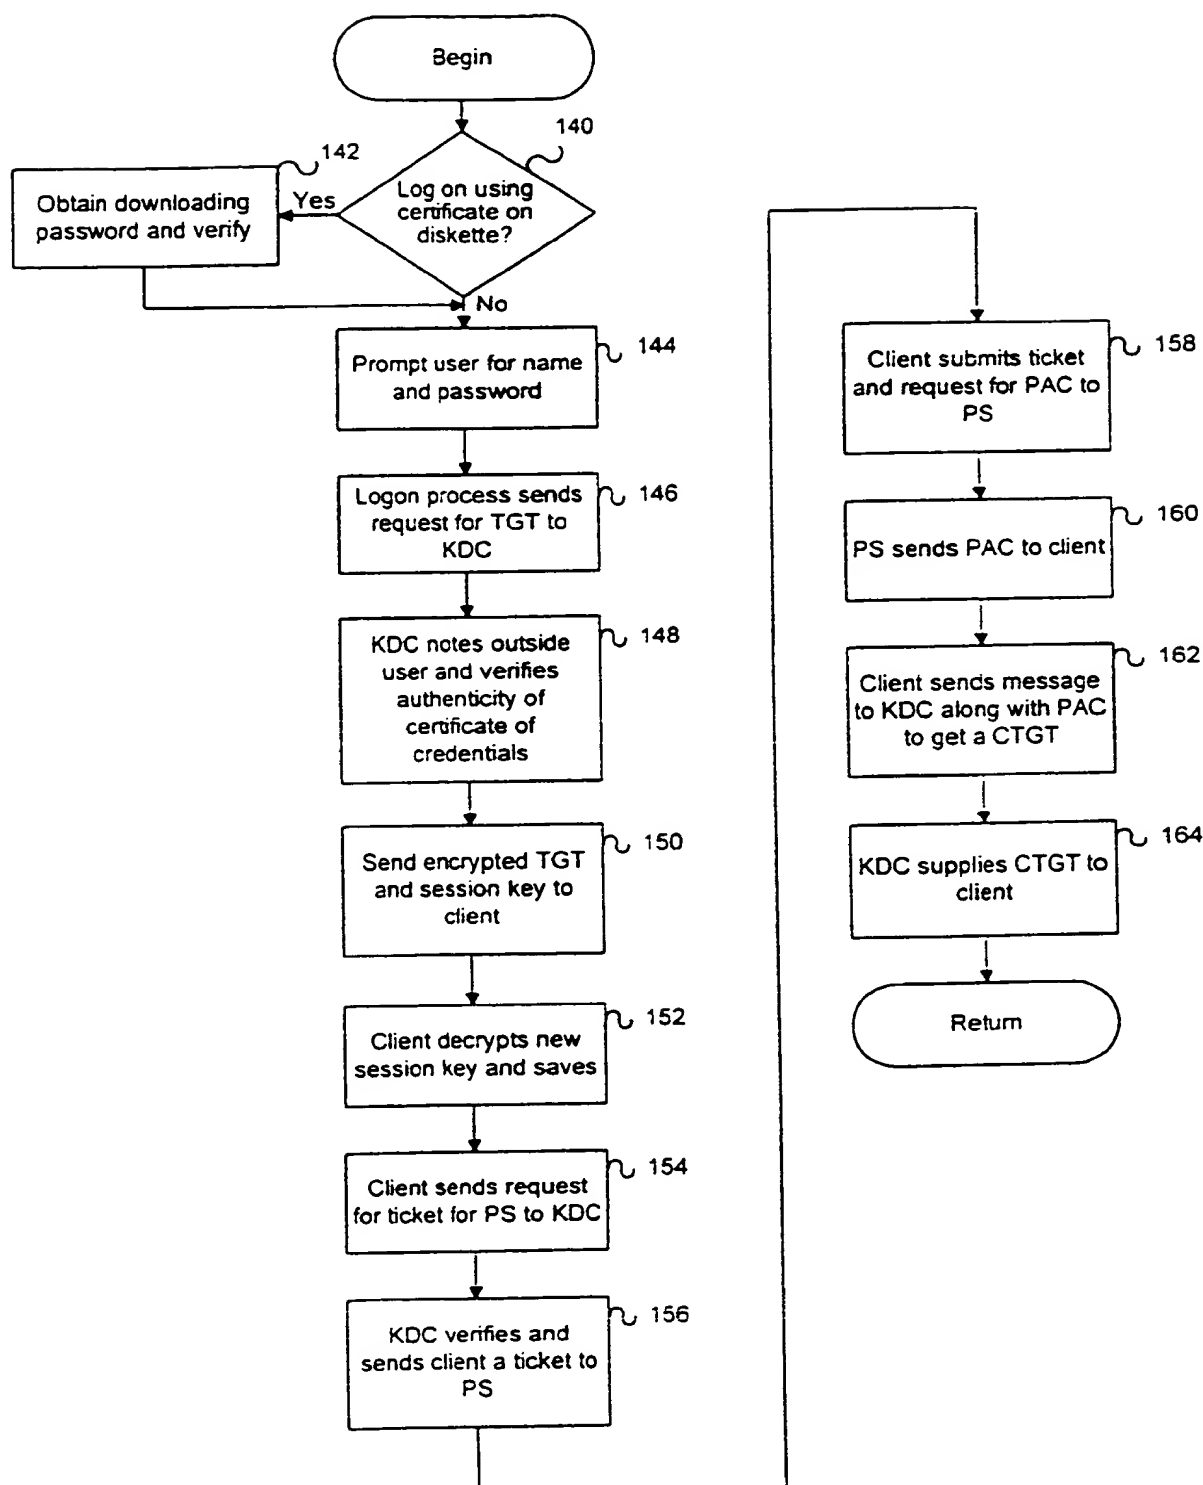 Begin
140
Log on using
certificate on
diskette?
Yes
142
Obtain downloading
password and verify
No
144
Prompt user for name
and password
146
Logon process sends
request for TGT to
KDC
148
KDC notes outside
user and verifies
authenticity of
certificate of
credentials
150
Send encrypted TGT
and session key to
client
152
Client decrypts new
session key and saves
154
Client sends request
for ticket for PS to KDC
156
KDC verifies and
sends client a ticket to
PS
158
Client submits ticket
and request for PAC to
PS
160
PS sends PAC to client
162
Client sends message
to KDC along with PAC
to get a CTGT
164
KDC supplies CTGT to
client
Return